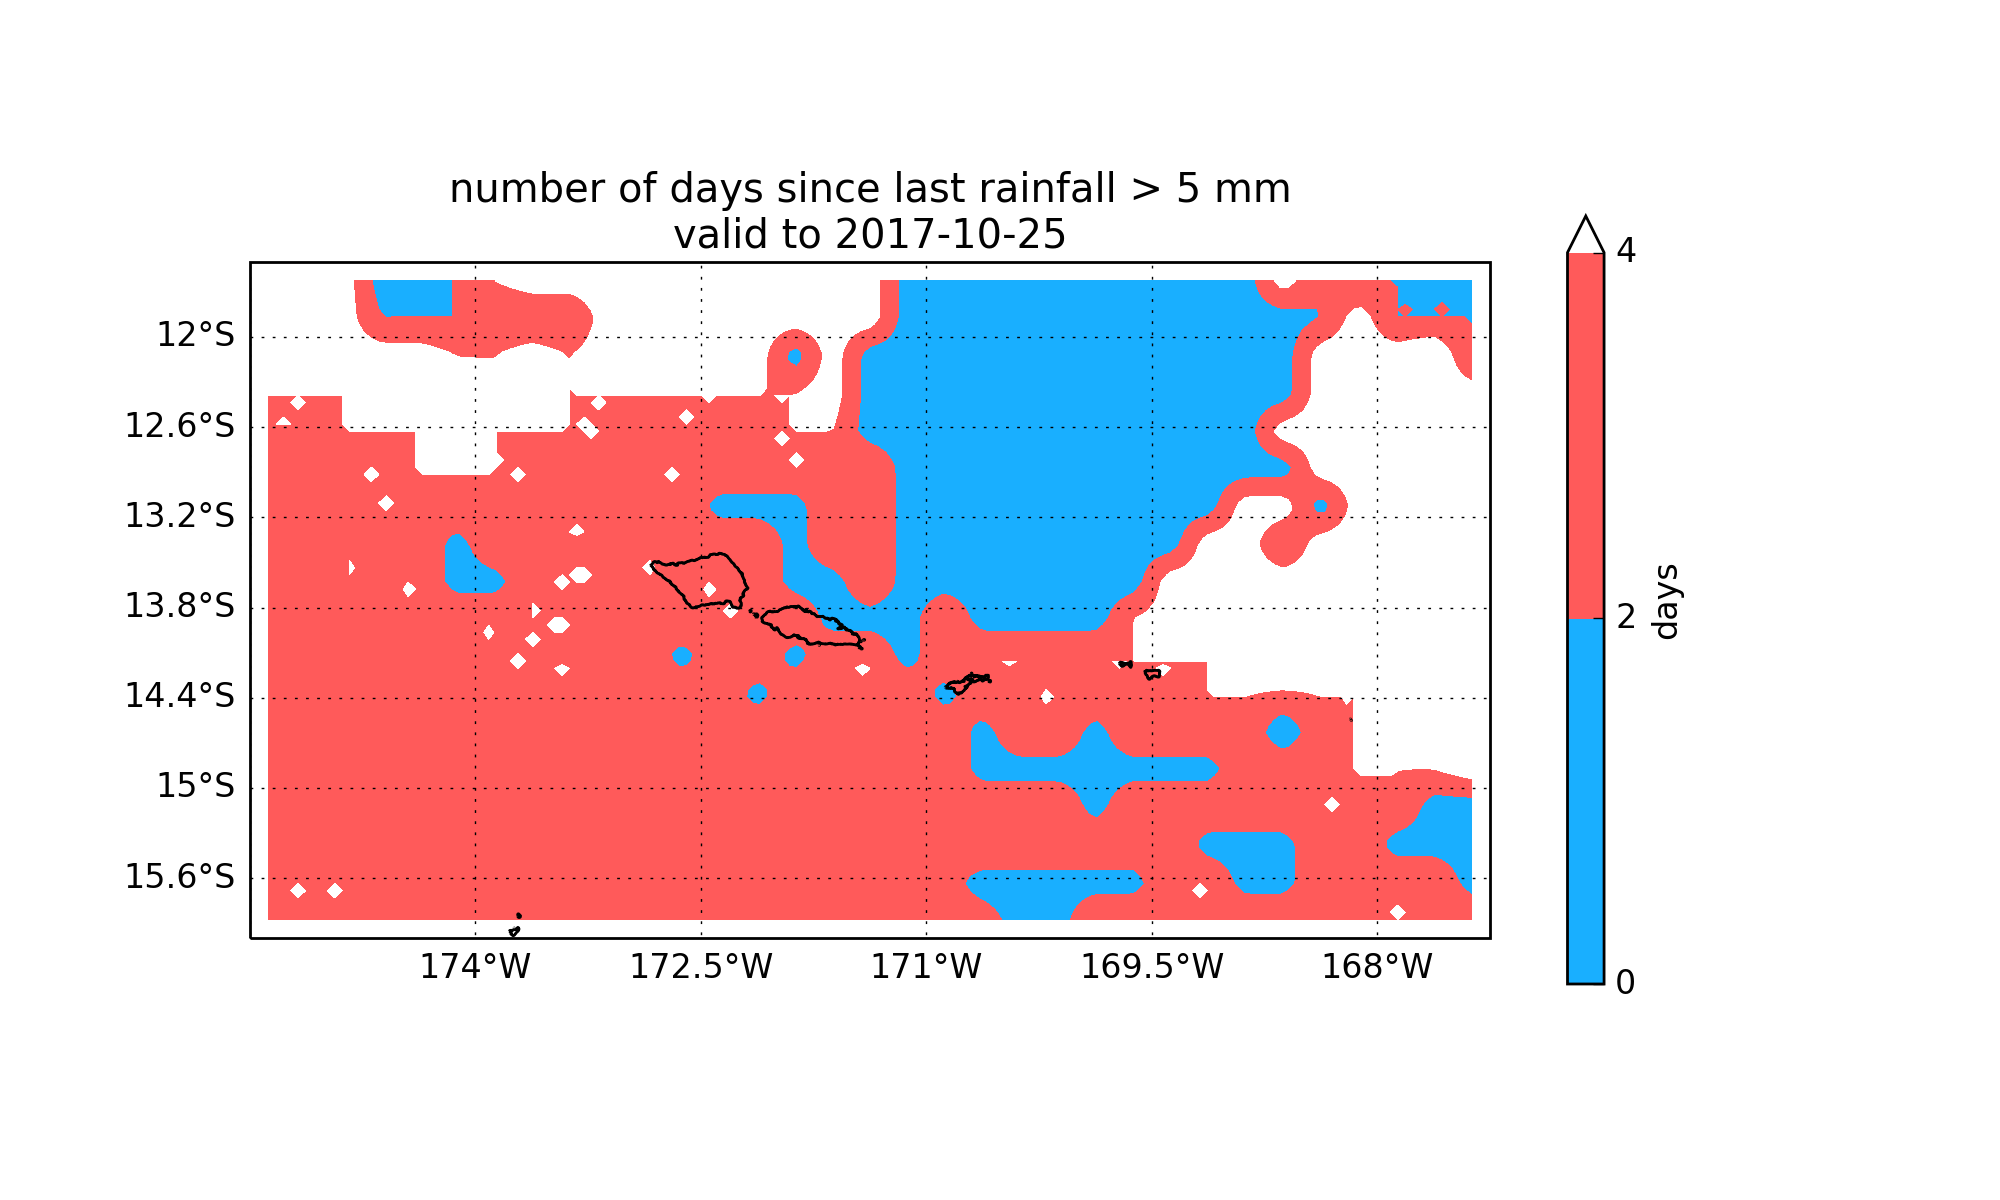 number of days since last rainfall > 5 mm
valid to 2017-10-25
12°S
12.6°S
13.2°S
13.8°S
14.4°S
15°S
15.6°S
174°W 172.5°W 171°W 169.5°W 168°W
4
2
0
days